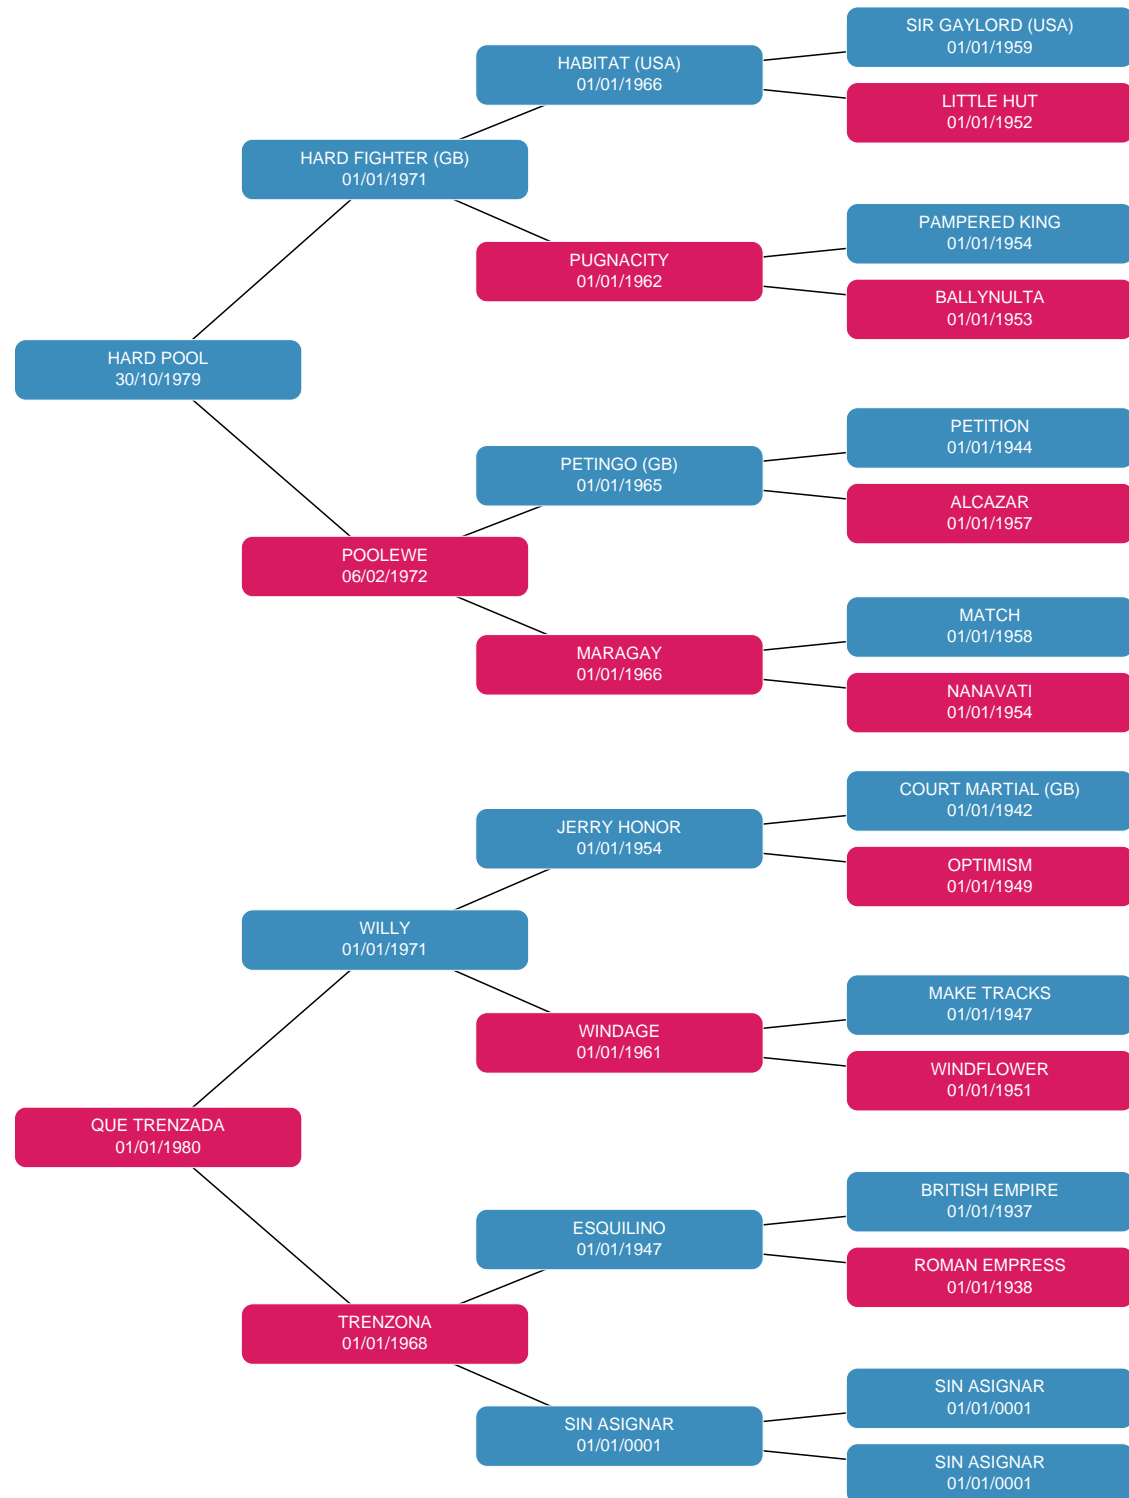 SIR GAYLORD (USA)
01/01/1959
HABITAT (USA)
01/01/1966
LITTLE HUT
01/01/1952
HARD FIGHTER (GB)
01/01/1971
PAMPERED KING
01/01/1954
PUGNACITY
01/01/1962
BALLYNULTA
01/01/1953
HARD POOL
30/10/1979
PETITION
01/01/1944
PETINGO (GB)
01/01/1965
ALCAZAR
01/01/1957
POOLEWE
06/02/1972
MATCH
01/01/1958
MARAGAY
01/01/1966
NANAVATI
01/01/1954
COURT MARTIAL (GB)
01/01/1942
JERRY HONOR
01/01/1954
OPTIMISM
01/01/1949
WILLY
01/01/1971
MAKE TRACKS
01/01/1947
WINDAGE
01/01/1961
WINDFLOWER
01/01/1951
QUE TRENZADA
01/01/1980
BRITISH EMPIRE
01/01/1937
ESQUILINO
01/01/1947
ROMAN EMPRESS
01/01/1938
TRENZONA
01/01/1968
SIN ASIGNAR
01/01/0001
SIN ASIGNAR
01/01/0001
SIN ASIGNAR
01/01/0001